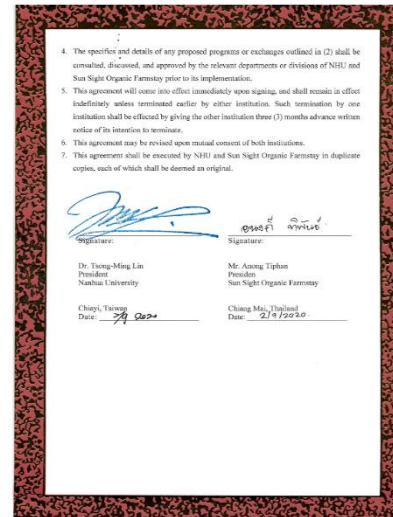 4. The specifics and details of any proposed programs or exchanges outlined in (2) shall be
consulted, discussed, and approved by the relevant departments or divisions of NHU and
Sun Sight Organic Farmstay prior to its implementation.
5. This agreement will come into effect immediately upon signing, and shall remain in effect
indefinitely unless terminated earlier by either institution. Such termination by one
institution shall be effected by giving the other institution three (3) months advance written
notice of its intention to terminate.
6. This agreement may be revised upon mutual consent of both institutions.
7. This agreement shall be executed by NHU and Sun Sight Organic Farmstay in duplicate
copies, each of which shall be deemed an original.
Signature: Signature:
Dr. Tsong-Ming Lin Mr. Anong Tiphan
President Presiden
Nanhua University Sun Sight Organic Farmstay
Chiayi, Taiwan Chiang Mai, Thailand
Date: 2/9 2020 Date: 2/9/2020